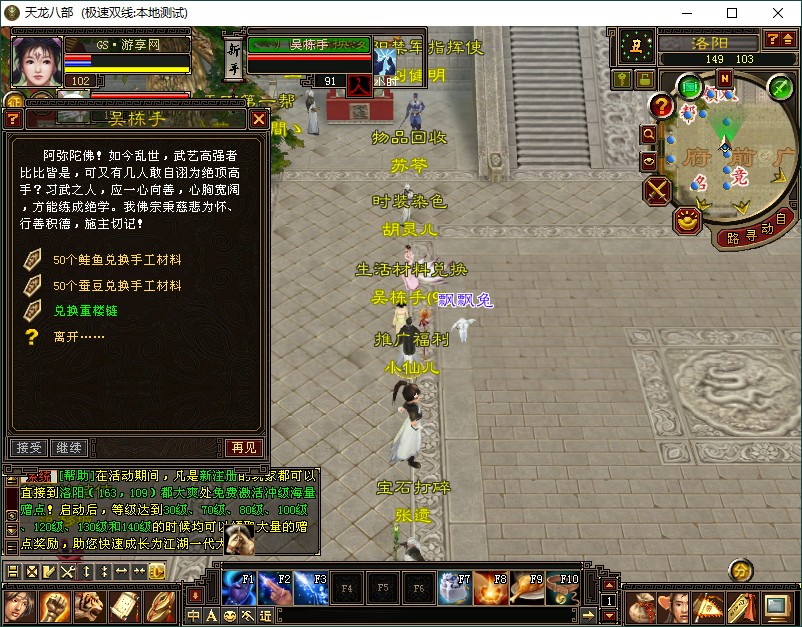 天龙八部 (极速双线:本地测试)
GS·游享网
102
新手
吴栋手
91
洛阳
149 103
丑
N
吴栋手
阿弥陀佛！如今乱世，武艺高强者
比比皆是，可又有几人敢自诩为绝顶高
手？习武之人，应一心向善，心胸宽阔
，方能练成绝学。我佛宗秉慈悲为怀、
行善积德，施主切记！
50个鲑鱼兑换手工材料
50个蚕豆兑换手工材料
兑换重楼链
离开……
接受
继续
再见
物品回收
苏苓
时装染色
胡灵儿
生活材料兑换
吴栋手(9
飘飘兔
推广福利
小仙儿
宝石打碎
张遗
府前广
自动寻路
[帮助]在活动期间，凡是新注册的玩家都可以
直接到洛阳（163，109）都大爽处免费激活冲级海量
赠点！启动后，等级达到30级、70级、80级、100级
、120级、130级和140级的时候均可以领取大量的赠
点奖励，助您快速成长为江湖一代大
F1 F2 F3 F4 F5 F6 F7 F8 F9 F10
1
中 A 近